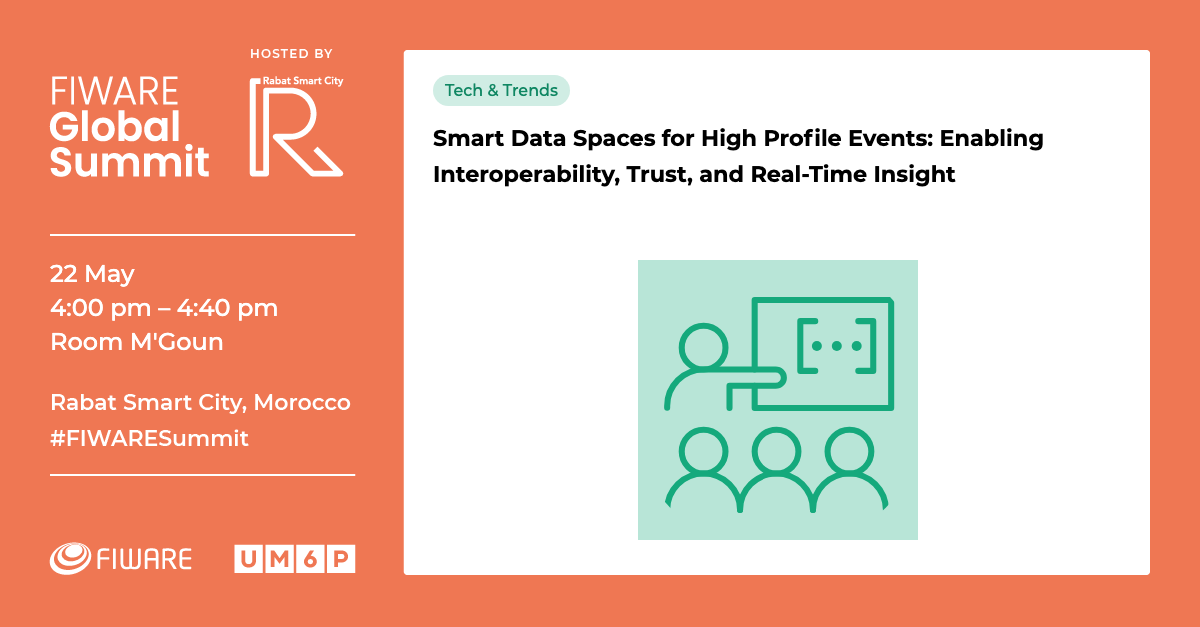 FIWARE
Global
Summit
HOSTED BY
Rabat Smart City
R
22 May
4:00 pm – 4:40 pm
Room M'Goun
Rabat Smart City, Morocco
#FIWARESummit
FIWARE
UM6P
Tech & Trends
Smart Data Spaces for High Profile Events: Enabling
Interoperability, Trust, and Real-Time Insight
[...]